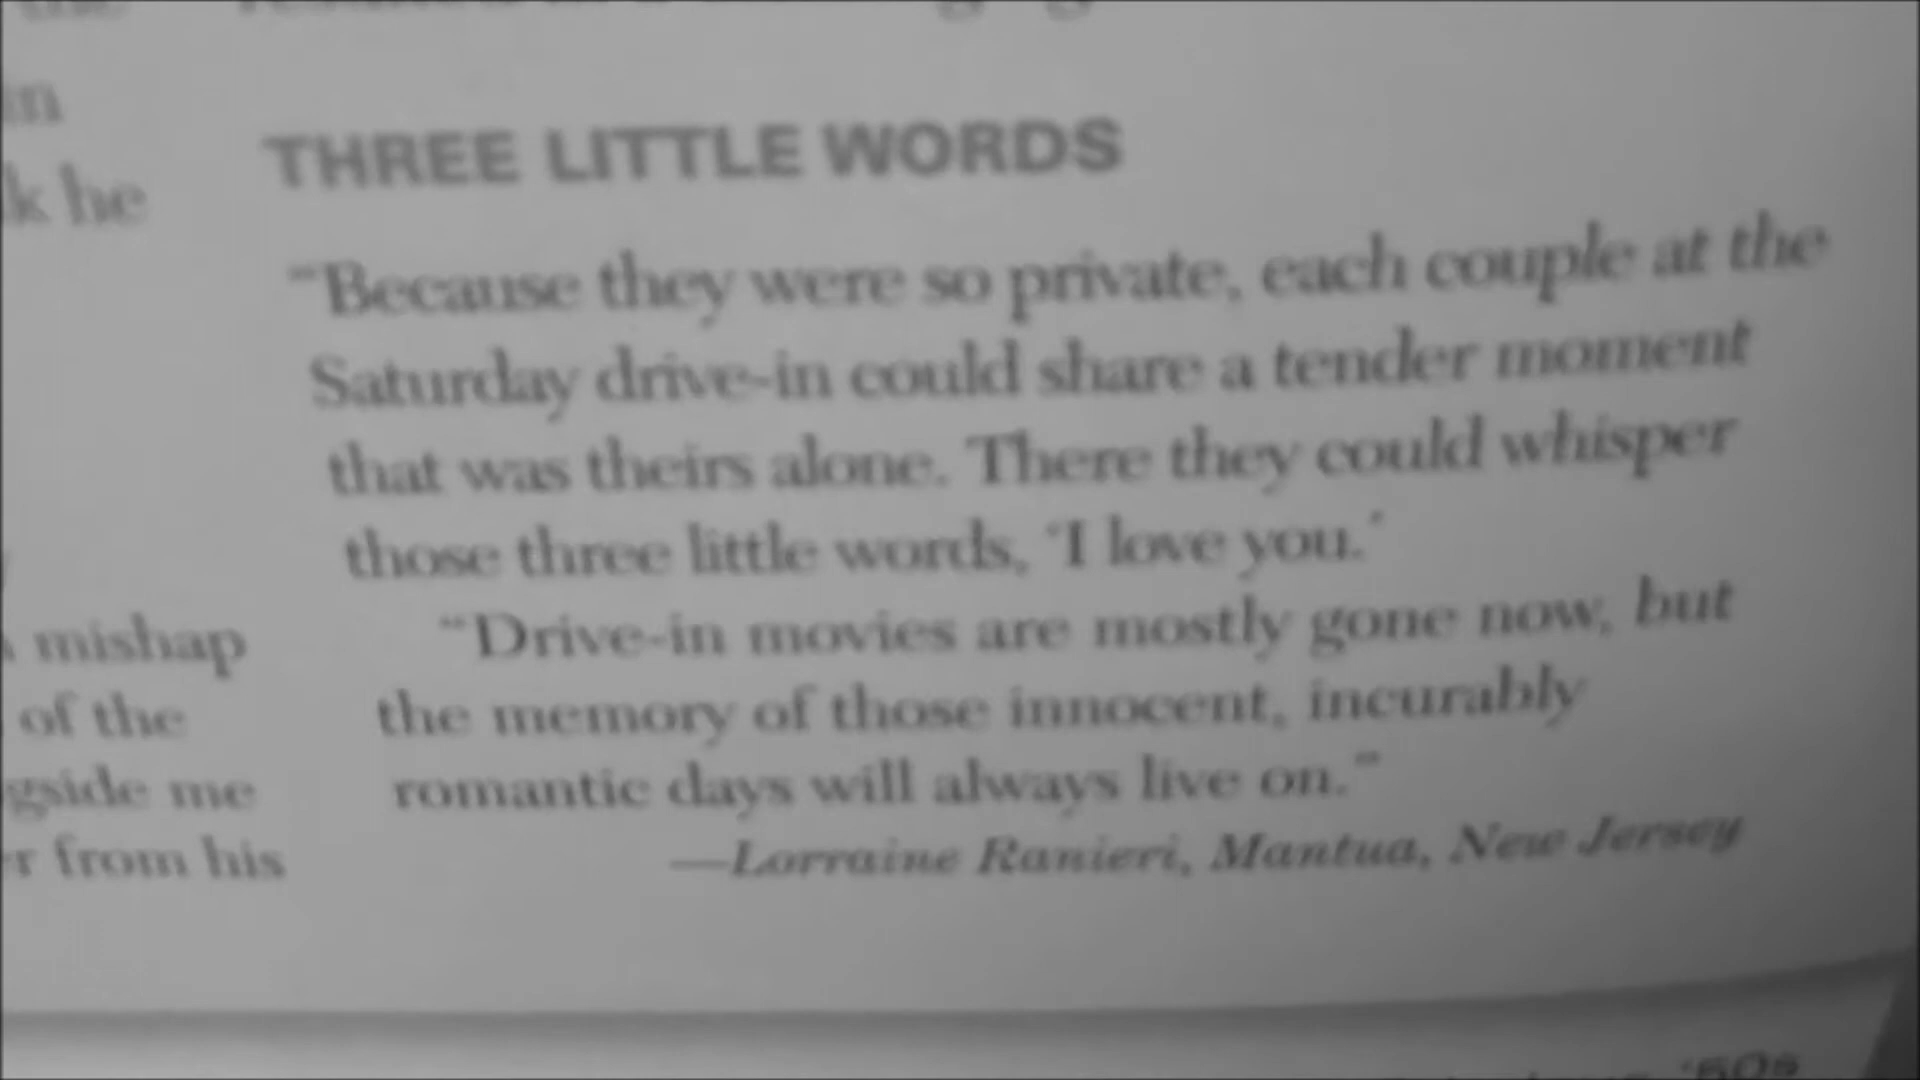 in
k he
THREE LITTLE WORDS
"Because they were so private, each couple at the
Saturday drive-in could share a tender moment
that was theirs alone. There they could whisper
those three little words, 'I love you.'
"Drive-in movies are mostly gone now, but
the memory of those innocent, incurably
romantic days will always live on."
—Lorraine Ranieri, Mantua, New Jersey
mishap
of the
gside me
r from his
'50s